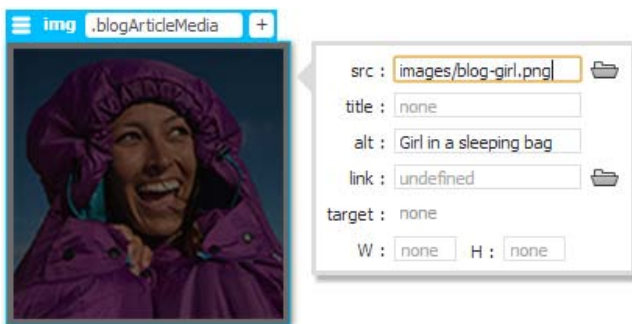 img .blogArticleMedia +
src : images/blog-girl.png
title : none
alt : Girl in a sleeping bag
link : undefined
target : none
W : none H : none